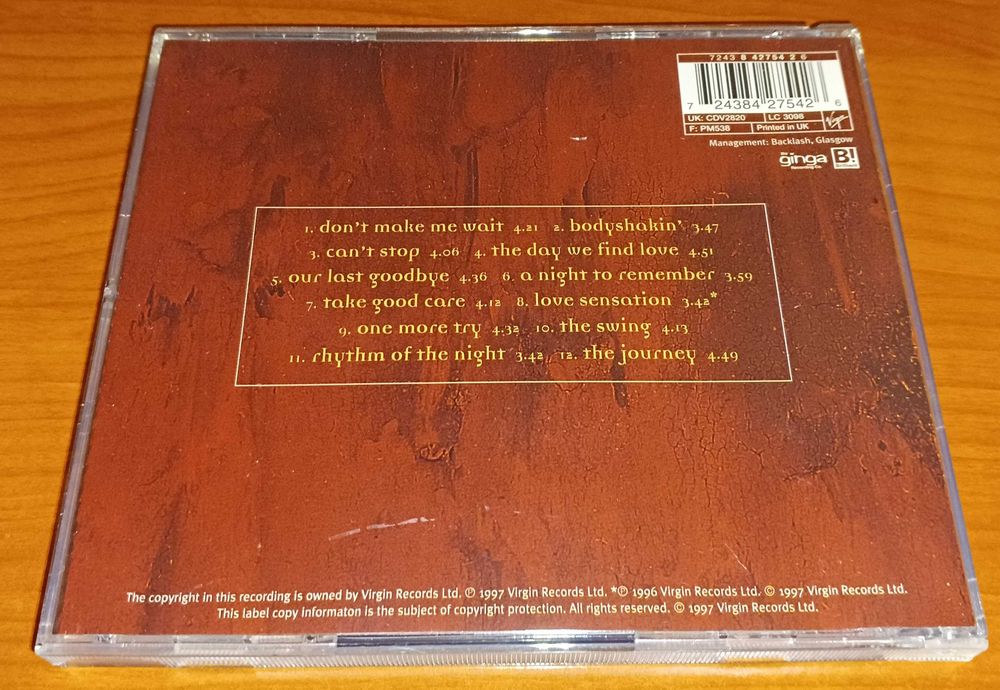 7243 8 42754 2 6
7 24384 27542 6
UK: CDV2820 LC 3098
F: PM538 Printed in UK Virgin
Management: Backlash, Glasgow
ginga B!
Recording Co.
1. don't make me wait 4.21 2. bodyshakin' 3.47
3. can't stop 4.06 4. the day we find love 4.51
5. our last goodbye 4.36 6. a night to remember 3.59
7. take good care 4.12 8. love sensation 3.42*
9. one more try 4.32 10. the swing 4.13
11. rhythm of the night 3.42 12. the journey 4.49
The copyright in this recording is owned by Virgin Records Ltd. ℗ 1997 Virgin Records Ltd. *℗ 1996 Virgin Records Ltd. © 1997 Virgin Records Ltd.
This label copy informaton is the subject of copyright protection. All rights reserved. © 1997 Virgin Records Ltd.